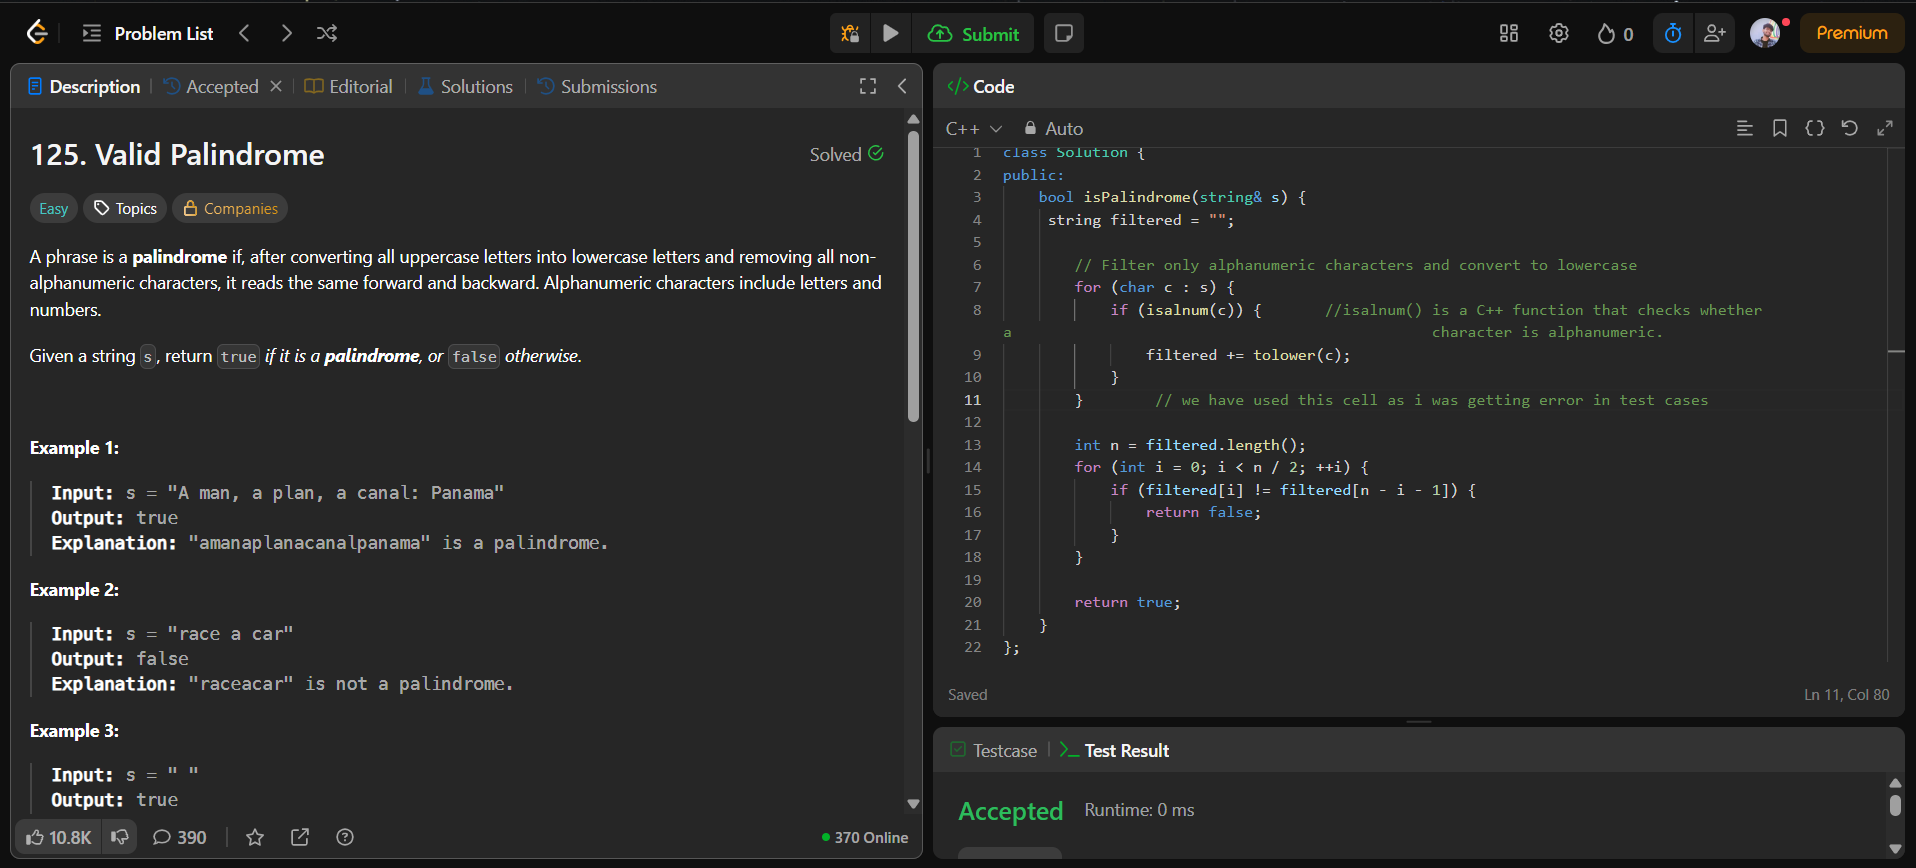 Problem List
Submit
0
Premium
Description
Accepted
Editorial
Solutions
Submissions
125. Valid Palindrome
Solved
Easy
Topics
Companies
A phrase is a palindrome if, after converting all uppercase letters into lowercase letters and removing all non-
alphanumeric characters, it reads the same forward and backward. Alphanumeric characters include letters and
numbers.
Given a string s, return true if it is a palindrome, or false otherwise.
Example 1:
Input: s = "A man, a plan, a canal: Panama"
Output: true
Explanation: "amanaplanacanalpanama" is a palindrome.
Example 2:
Input: s = "race a car"
Output: false
Explanation: "raceacar" is not a palindrome.
Example 3:
Input: s = " "
Output: true
10.8K
390
370 Online
</> Code
C++
Auto
1 class Solution {
2 public:
3 bool isPalindrome(string& s) {
4 string filtered = "";
5
6 // Filter only alphanumeric characters and convert to lowercase
7 for (char c : s) {
8 if (isalnum(c)) { //isalnum() is a C++ function that checks whether
a character is alphanumeric.
9 filtered += tolower(c);
10 }
11 } // we have used this cell as i was getting error in test cases
12
13 int n = filtered.length();
14 for (int i = 0; i < n / 2; ++i) {
15 if (filtered[i] != filtered[n - i - 1]) {
16 return false;
17 }
18 }
19
20 return true;
21 }
22 };
Saved
Ln 11, Col 80
Testcase
Test Result
Accepted
Runtime: 0 ms